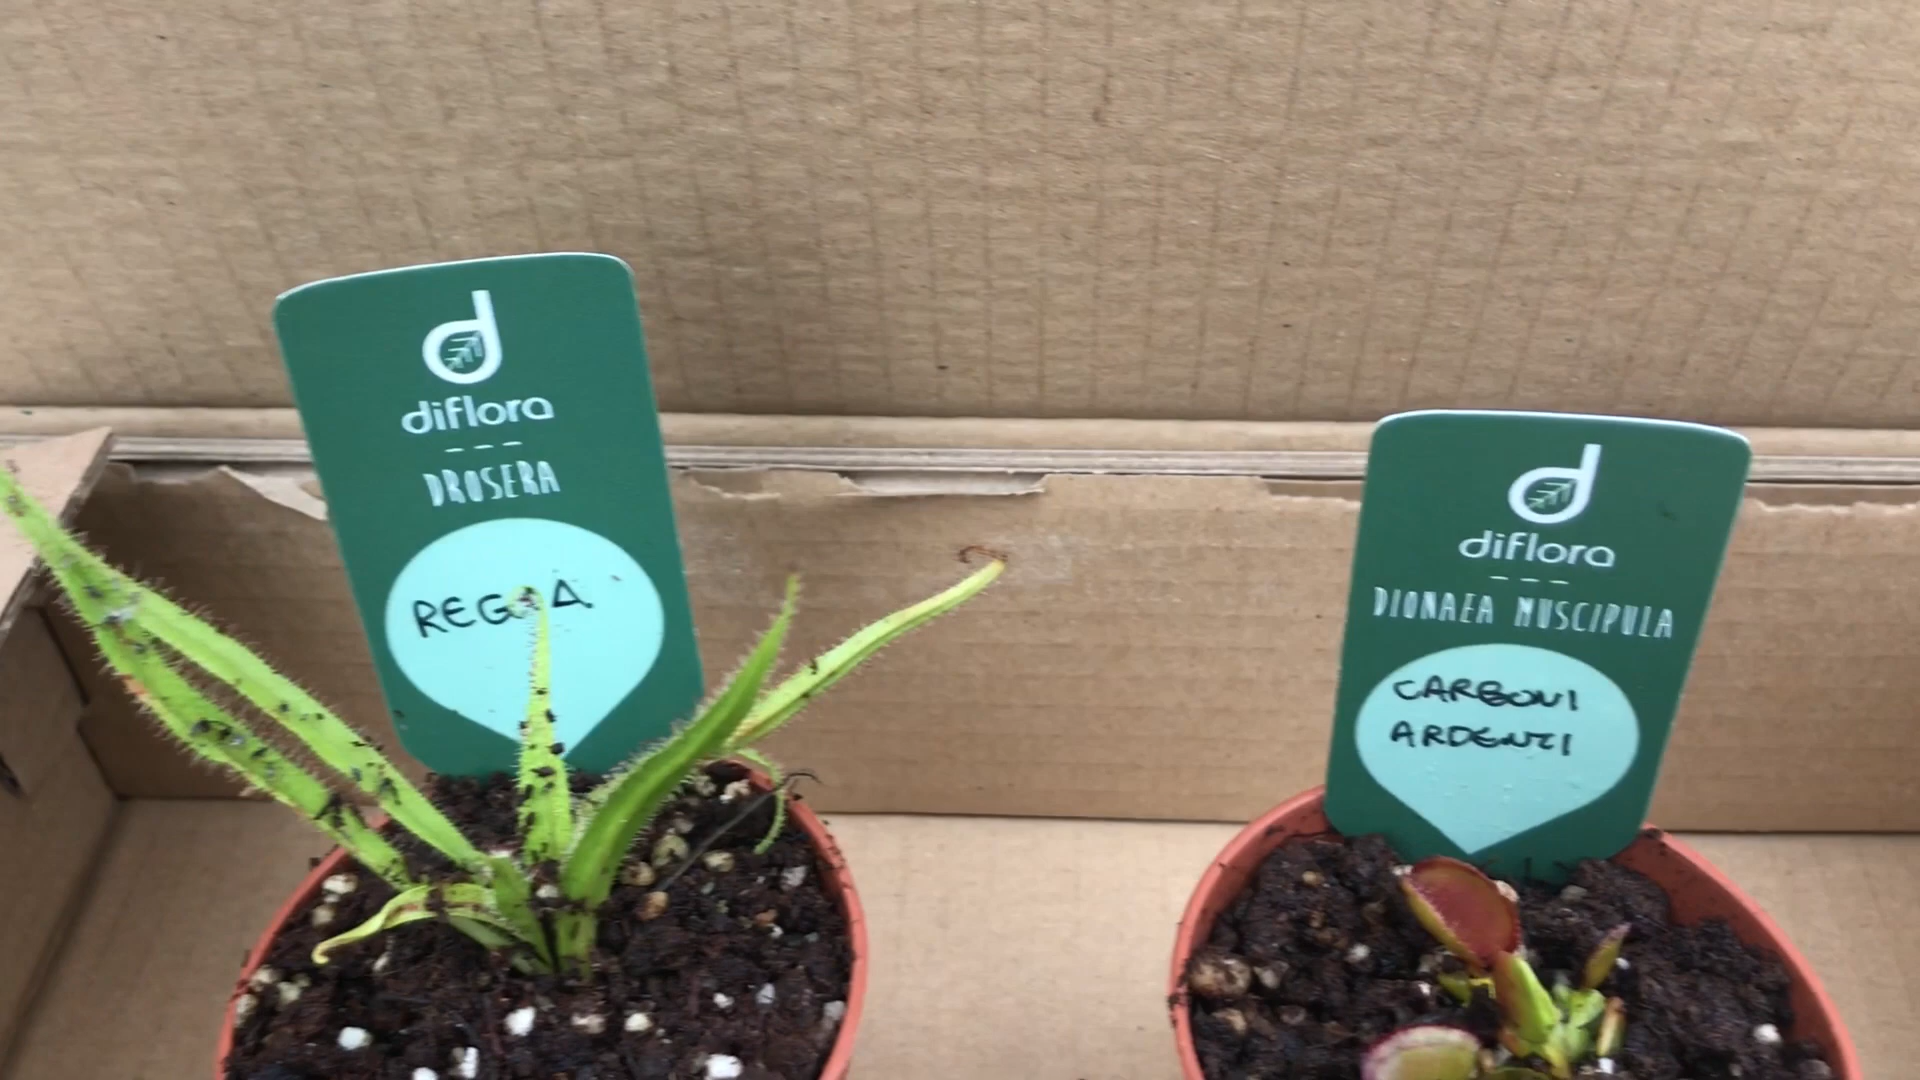 diflora
DROSERA
diflora
DIONAEA MUSCIPULA
CARBONI
ARDENTI